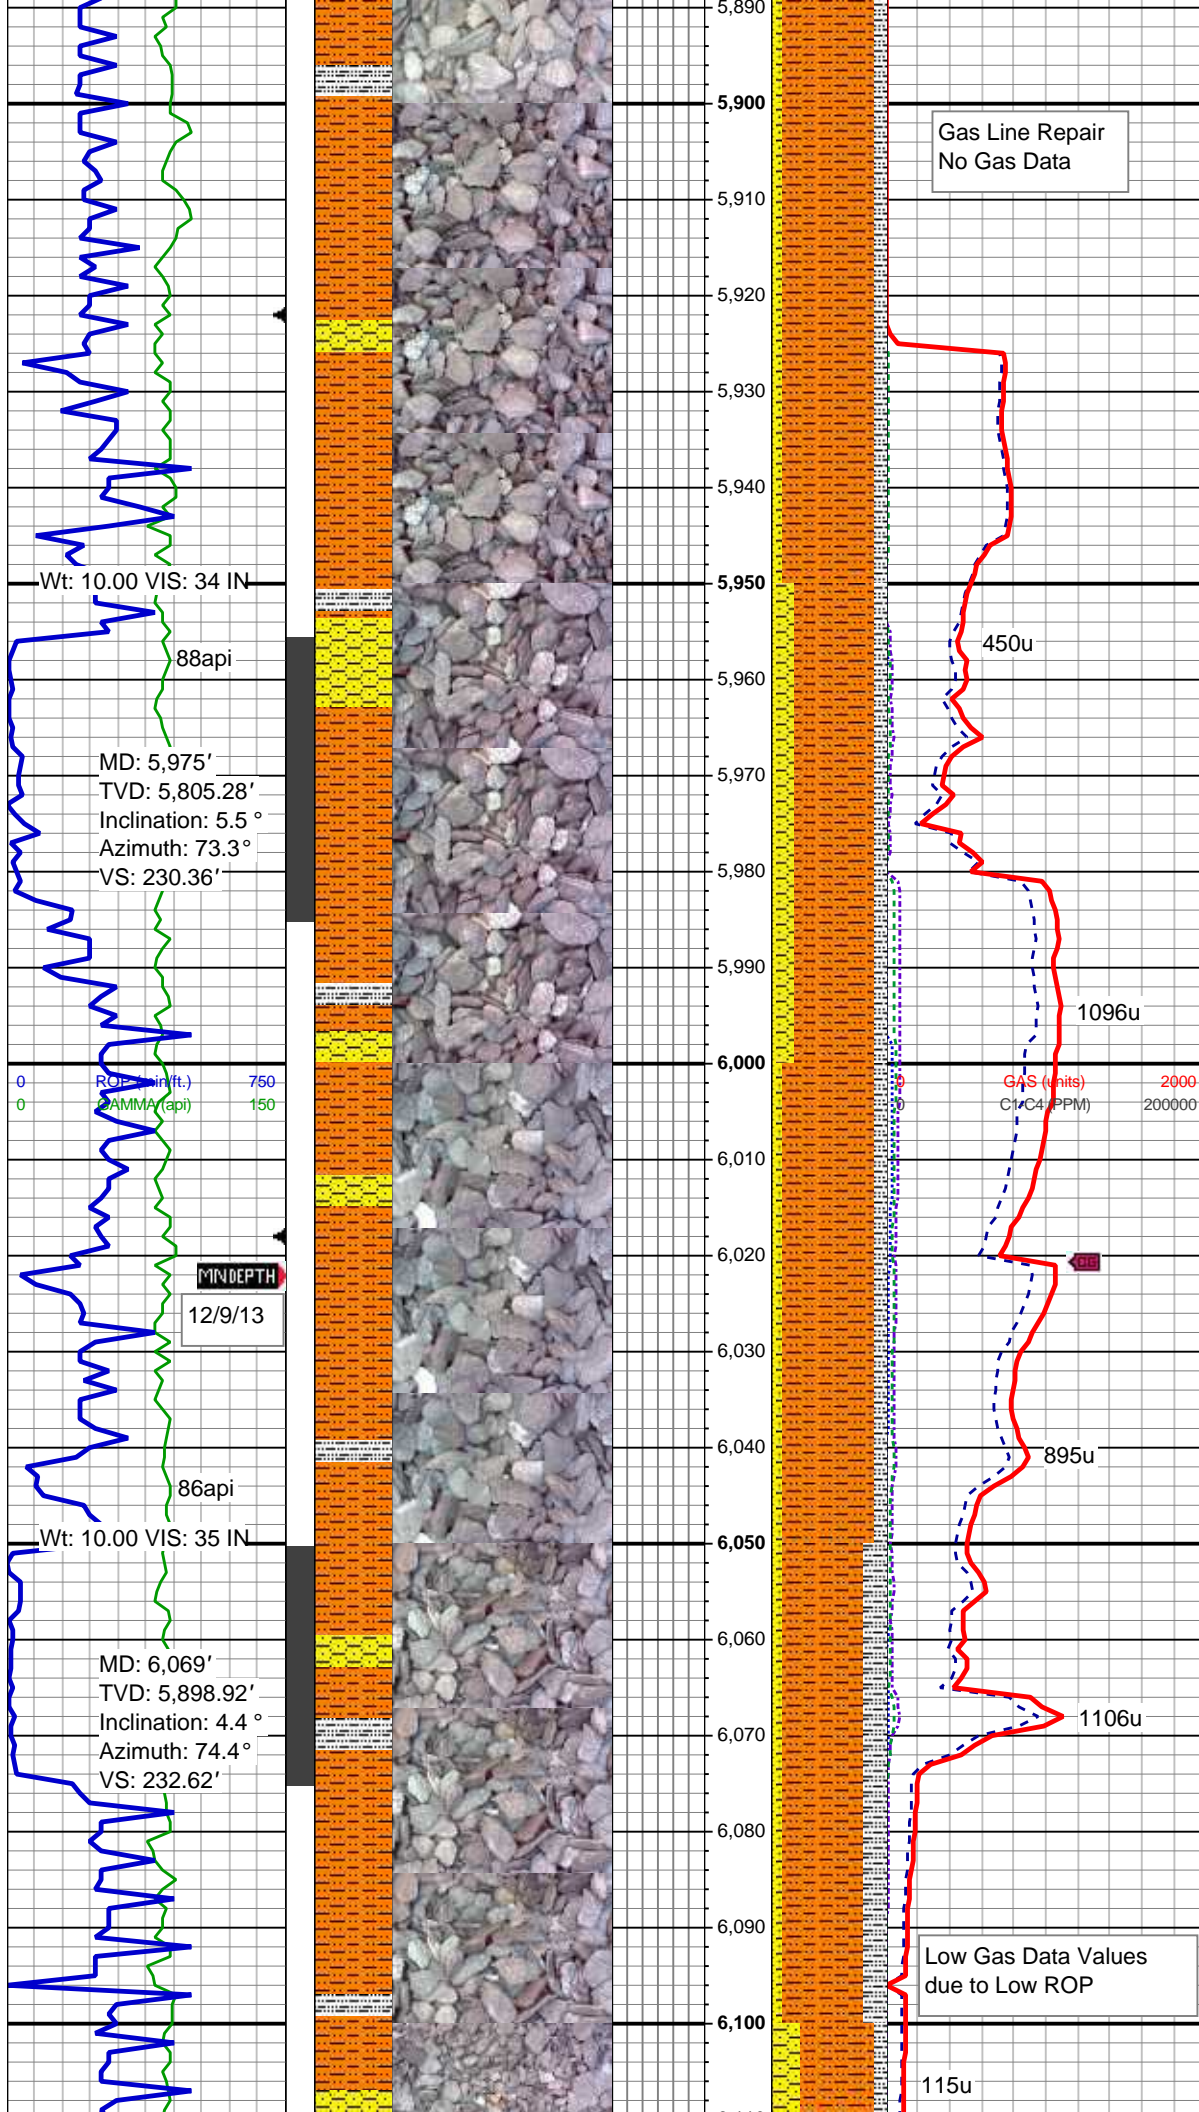 5,890
5,900
Gas Line Repair
No Gas Data
5,910
5,920
5,930
5,940
Wt: 10.00 VIS: 34 IN
5,950
450u
88api
5,960
MD: 5,975′
TVD: 5,805.28′
Inclination: 5.5 °
Azimuth: 73.3°
VS: 230.36′
5,970
5,980
5,990
1096u
6,000
0 ROP (min/ft.) 750
0 GAMMA (api) 150
0 GAS (units) 2000
0 C1-C4 (PPM) 200000
6,010
6,020
CG
MN DEPTH
12/9/13
6,030
6,040
895u
86api
Wt: 10.00 VIS: 35 IN
6,050
6,060
MD: 6,069′
TVD: 5,898.92′
Inclination: 4.4 °
Azimuth: 74.4°
VS: 232.62′
6,070
1106u
6,080
6,090
Low Gas Data Values
due to Low ROP
6,100
115u